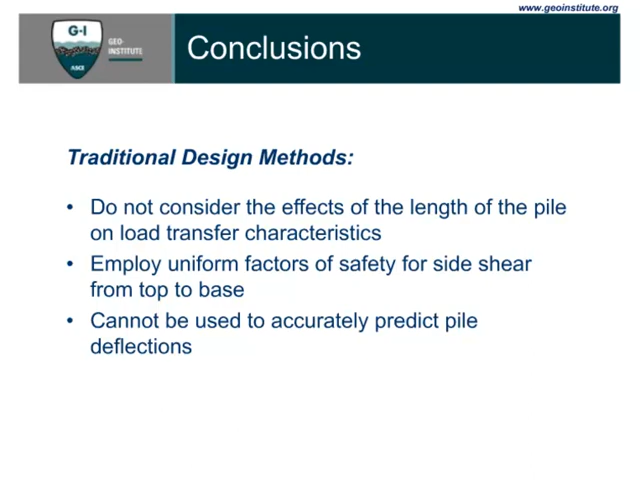 www.geoinstitute.org
G-I
GEO-
INSTITUTE
ASCE
Conclusions
Traditional Design Methods:
• Do not consider the effects of the length of the pile
on load transfer characteristics
• Employ uniform factors of safety for side shear
from top to base
• Cannot be used to accurately predict pile
deflections